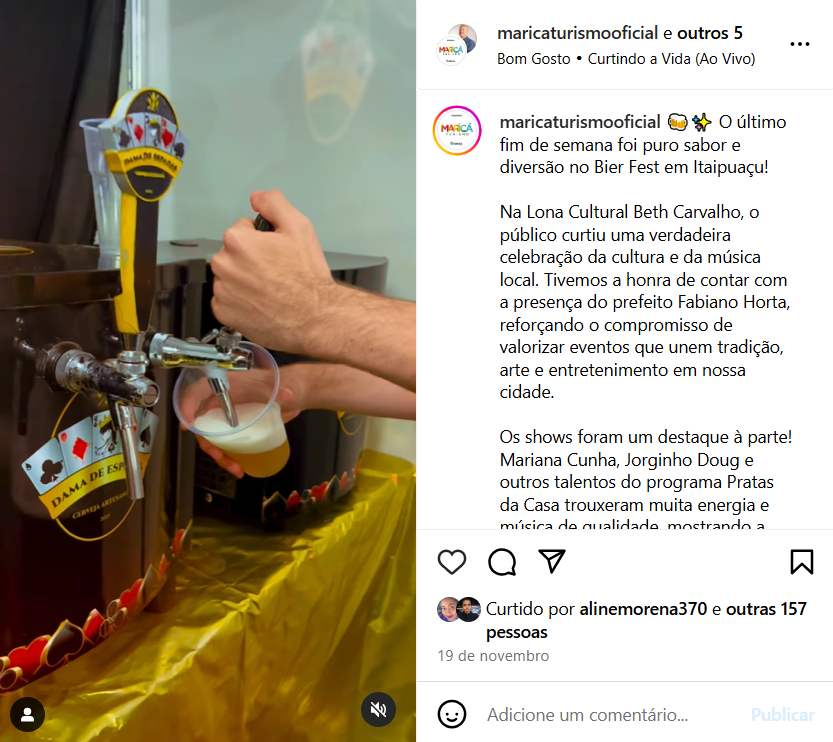 DAMA DE ESPADAS
DAMA DE ESP
CERVEJA ARTESANAL
maricaturismooficial e outros 5
Bom Gosto • Curtindo a Vida (Ao Vivo)
MARICÁ
maricaturismooficial 🍻✨ O último
fim de semana foi puro sabor e
diversão no Bier Fest em Itaipuaçu!
Na Lona Cultural Beth Carvalho, o
público curtiu uma verdadeira
celebração da cultura e da música
local. Tivemos a honra de contar com
a presença do prefeito Fabiano Horta,
reforçando o compromisso de
valorizar eventos que unem tradição,
arte e entretenimento em nossa
cidade.
Os shows foram um destaque à parte!
Mariana Cunha, Jorginho Doug e
outros talentos do programa Pratas
da Casa trouxeram muita energia e
música de qualidade, mostrando a
Curtido por alinemorena370 e outras 157
pessoas
19 de novembro
Adicione um comentário...
Publicar